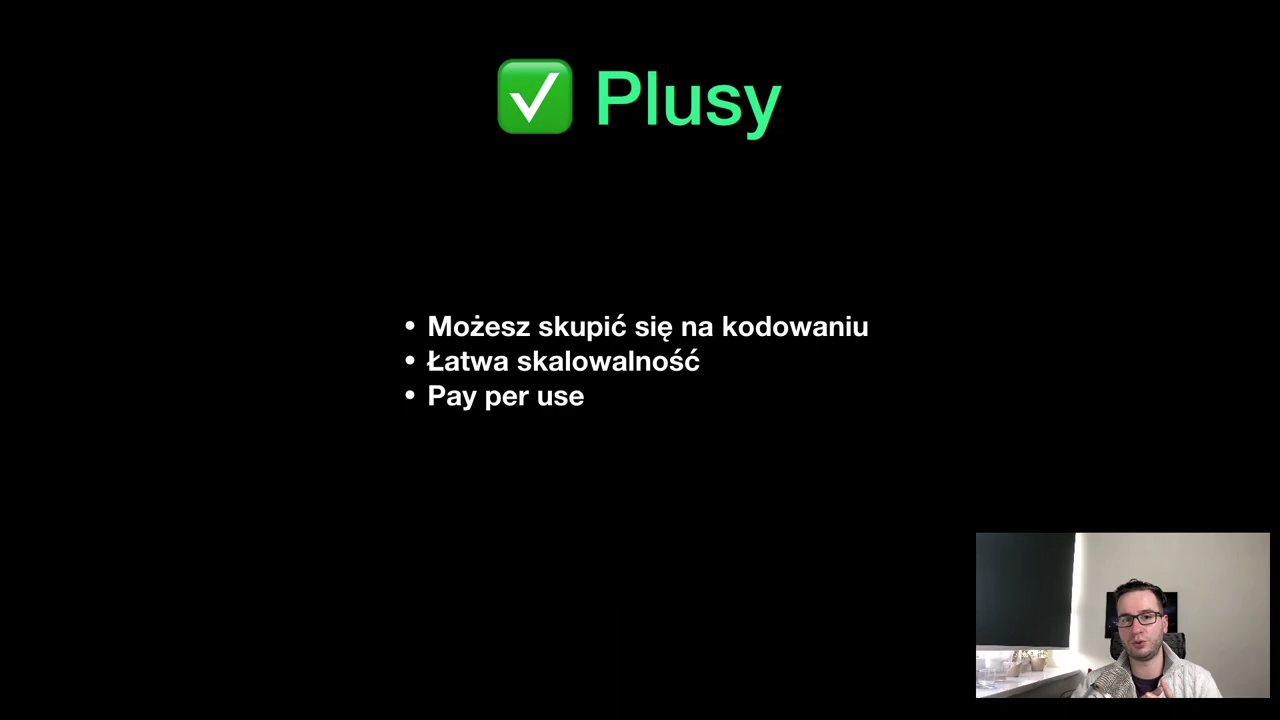 ✅ Plusy
• Możesz skupić się na kodowaniu
• Łatwa skalowalność
• Pay per use